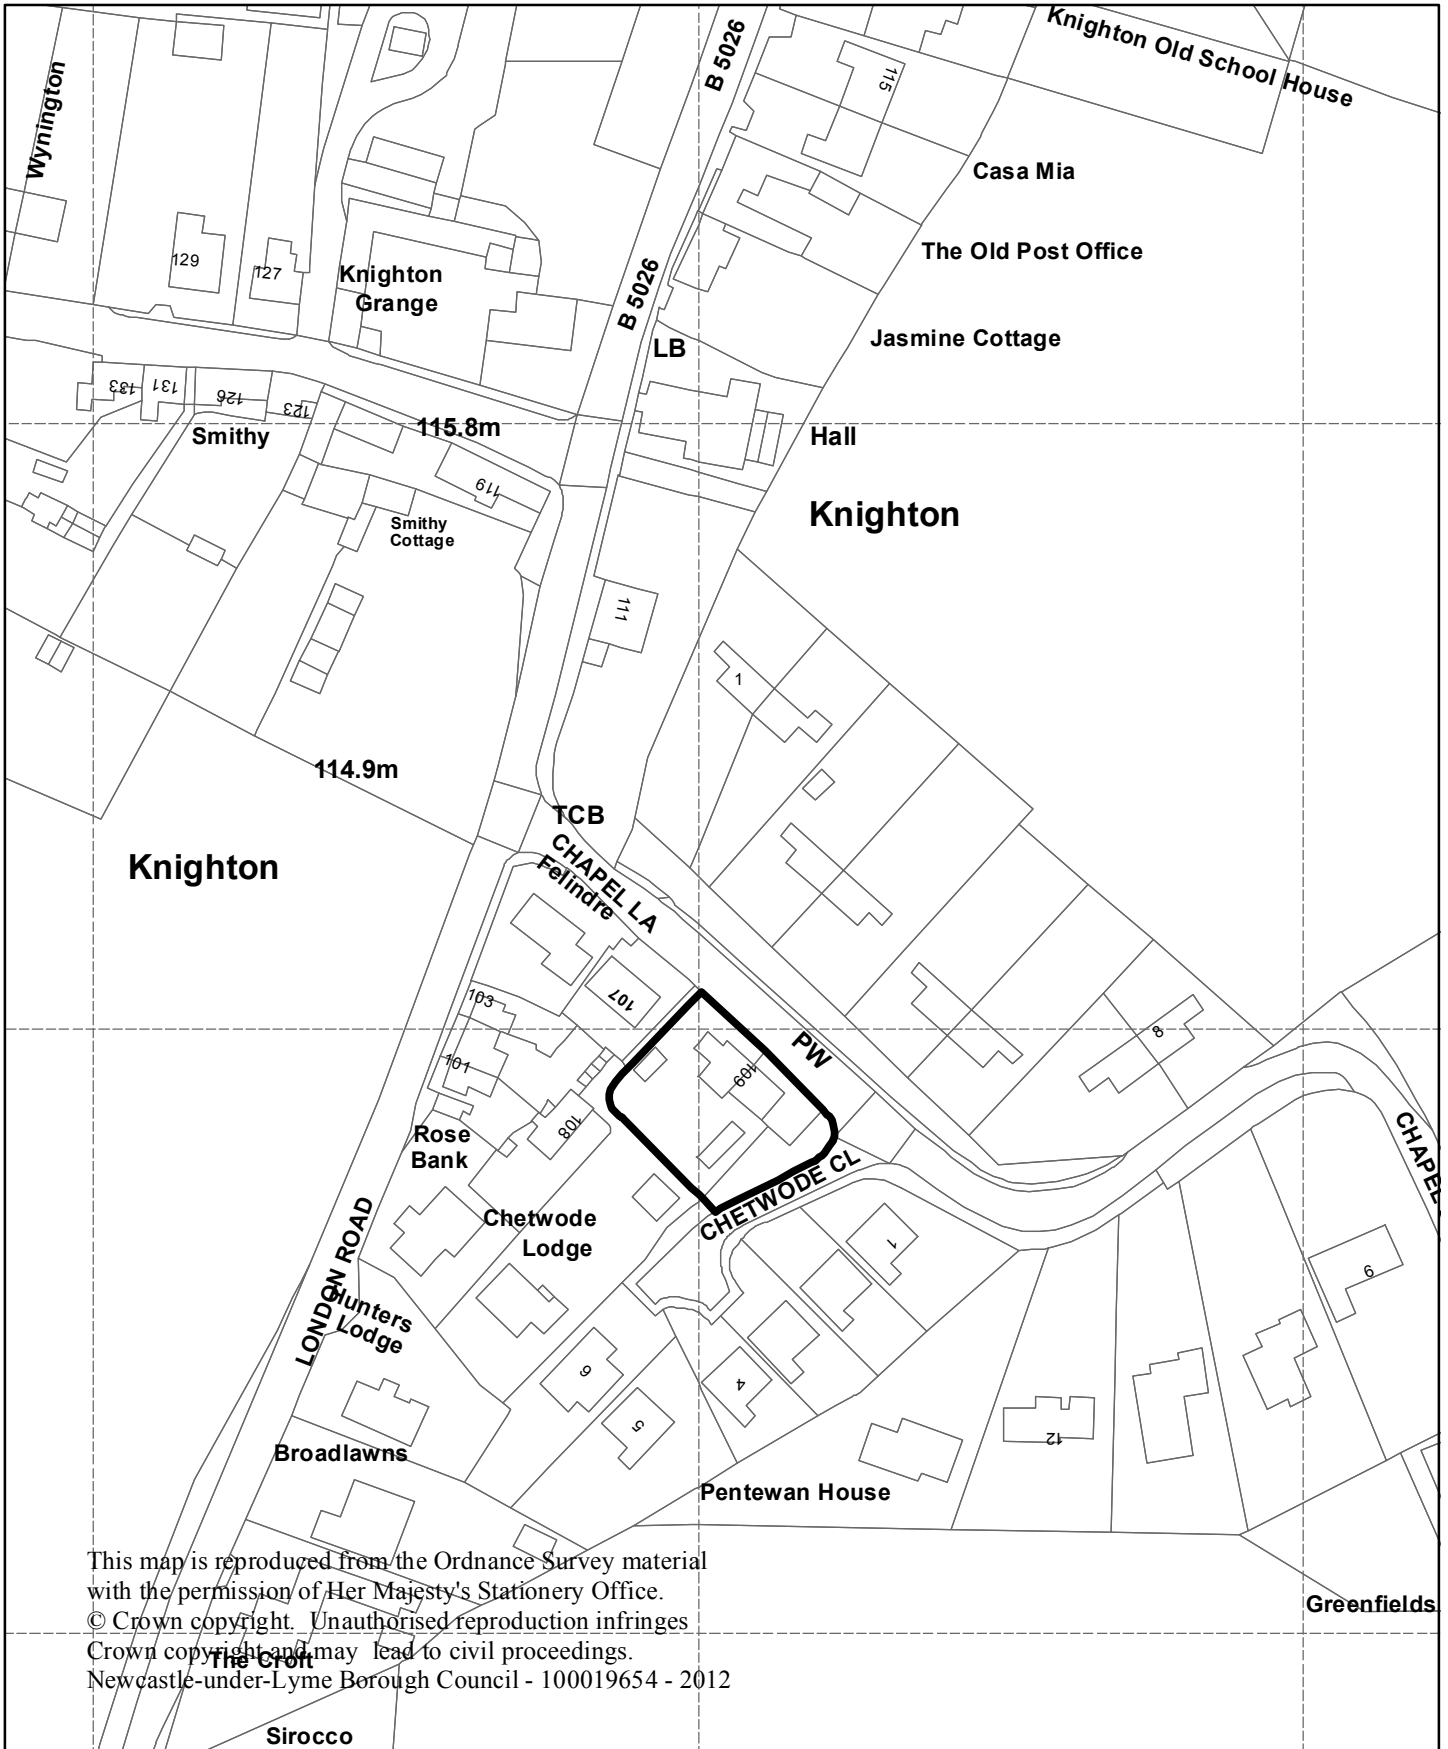 Knighton Old School House
B 5026
115
Wynington
Casa Mia
The Old Post Office
129
127
Knighton
Grange
B 5026
LB
Jasmine Cottage
133
131
126
123
Smithy
115.8m
Hall
119
Knighton
Smithy
Cottage
111
1
114.9m
TCB
CHAPEL LA
Felindre
Knighton
107
103
101
109
PW
8
108
Rose
Bank
CHETWODE CL
CHAPEL
Chetwode
Lodge
1
LONDON ROAD
Hunters
Lodge
9
6
4
5
12
Broadlawns
Pentewan House
This map is reproduced from the Ordnance Survey material
with the permission of Her Majesty's Stationery Office.
© Crown copyright. Unauthorised reproduction infringes
Crown copyright and may lead to civil proceedings.
Newcastle-under-Lyme Borough Council - 100019654 - 2012
Greenfields
The Croft
Sirocco